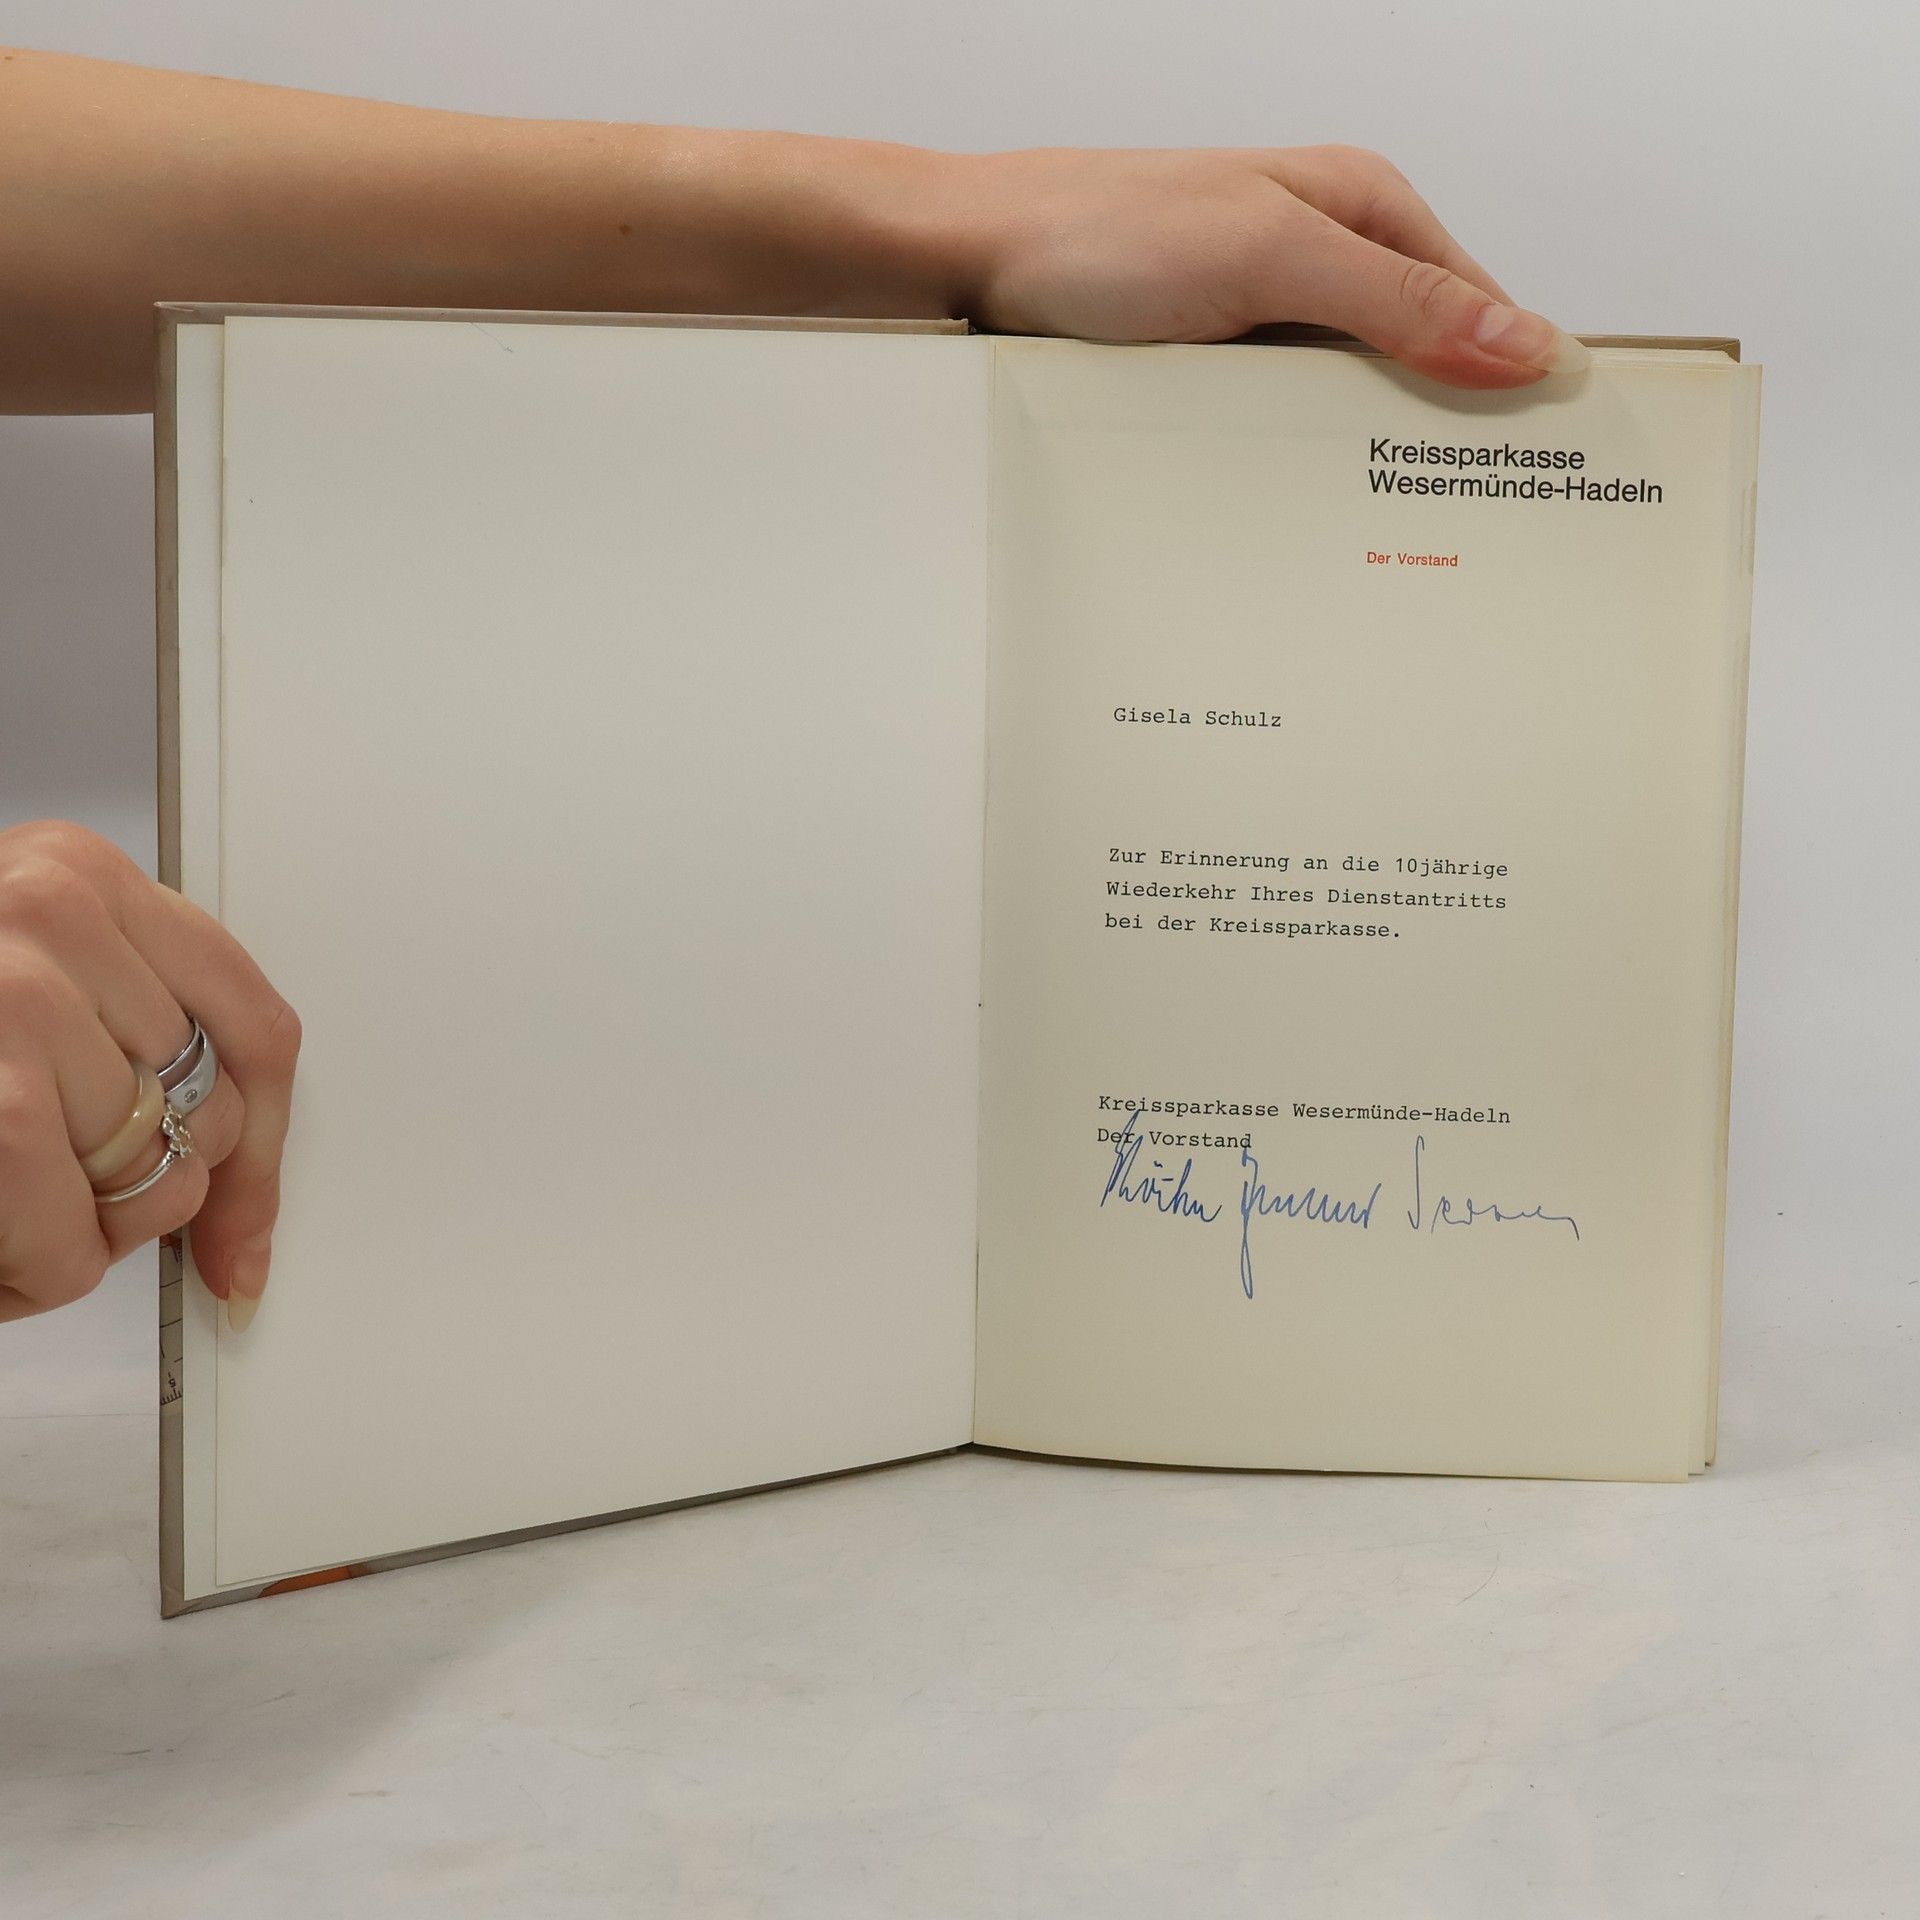 Kreissparkasse
Wesermünde-Hadeln
Der Vorstand
Gisela Schulz
Zur Erinnerung an die 10jährige
Wiederkehr Ihres Dienstantritts
bei der Kreissparkasse.
Kreissparkasse Wesermünde-Hadeln
Der Vorstand